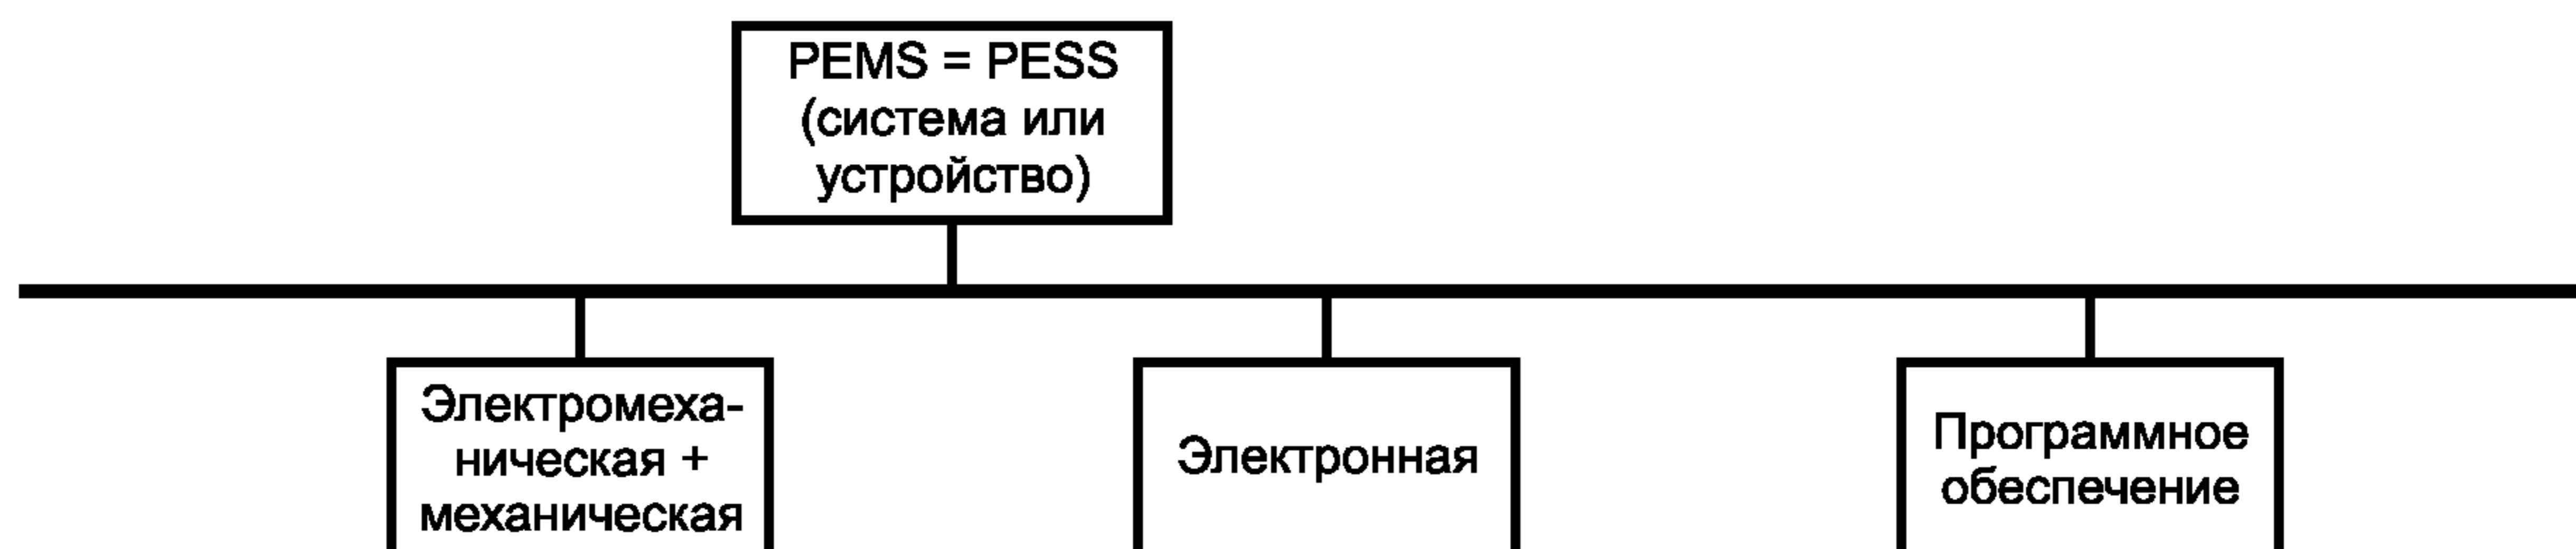 PEMS = PESS
(система или
устройство)
Электромеха-
ническая +
механическая
Электронная
Программное
обеспечение